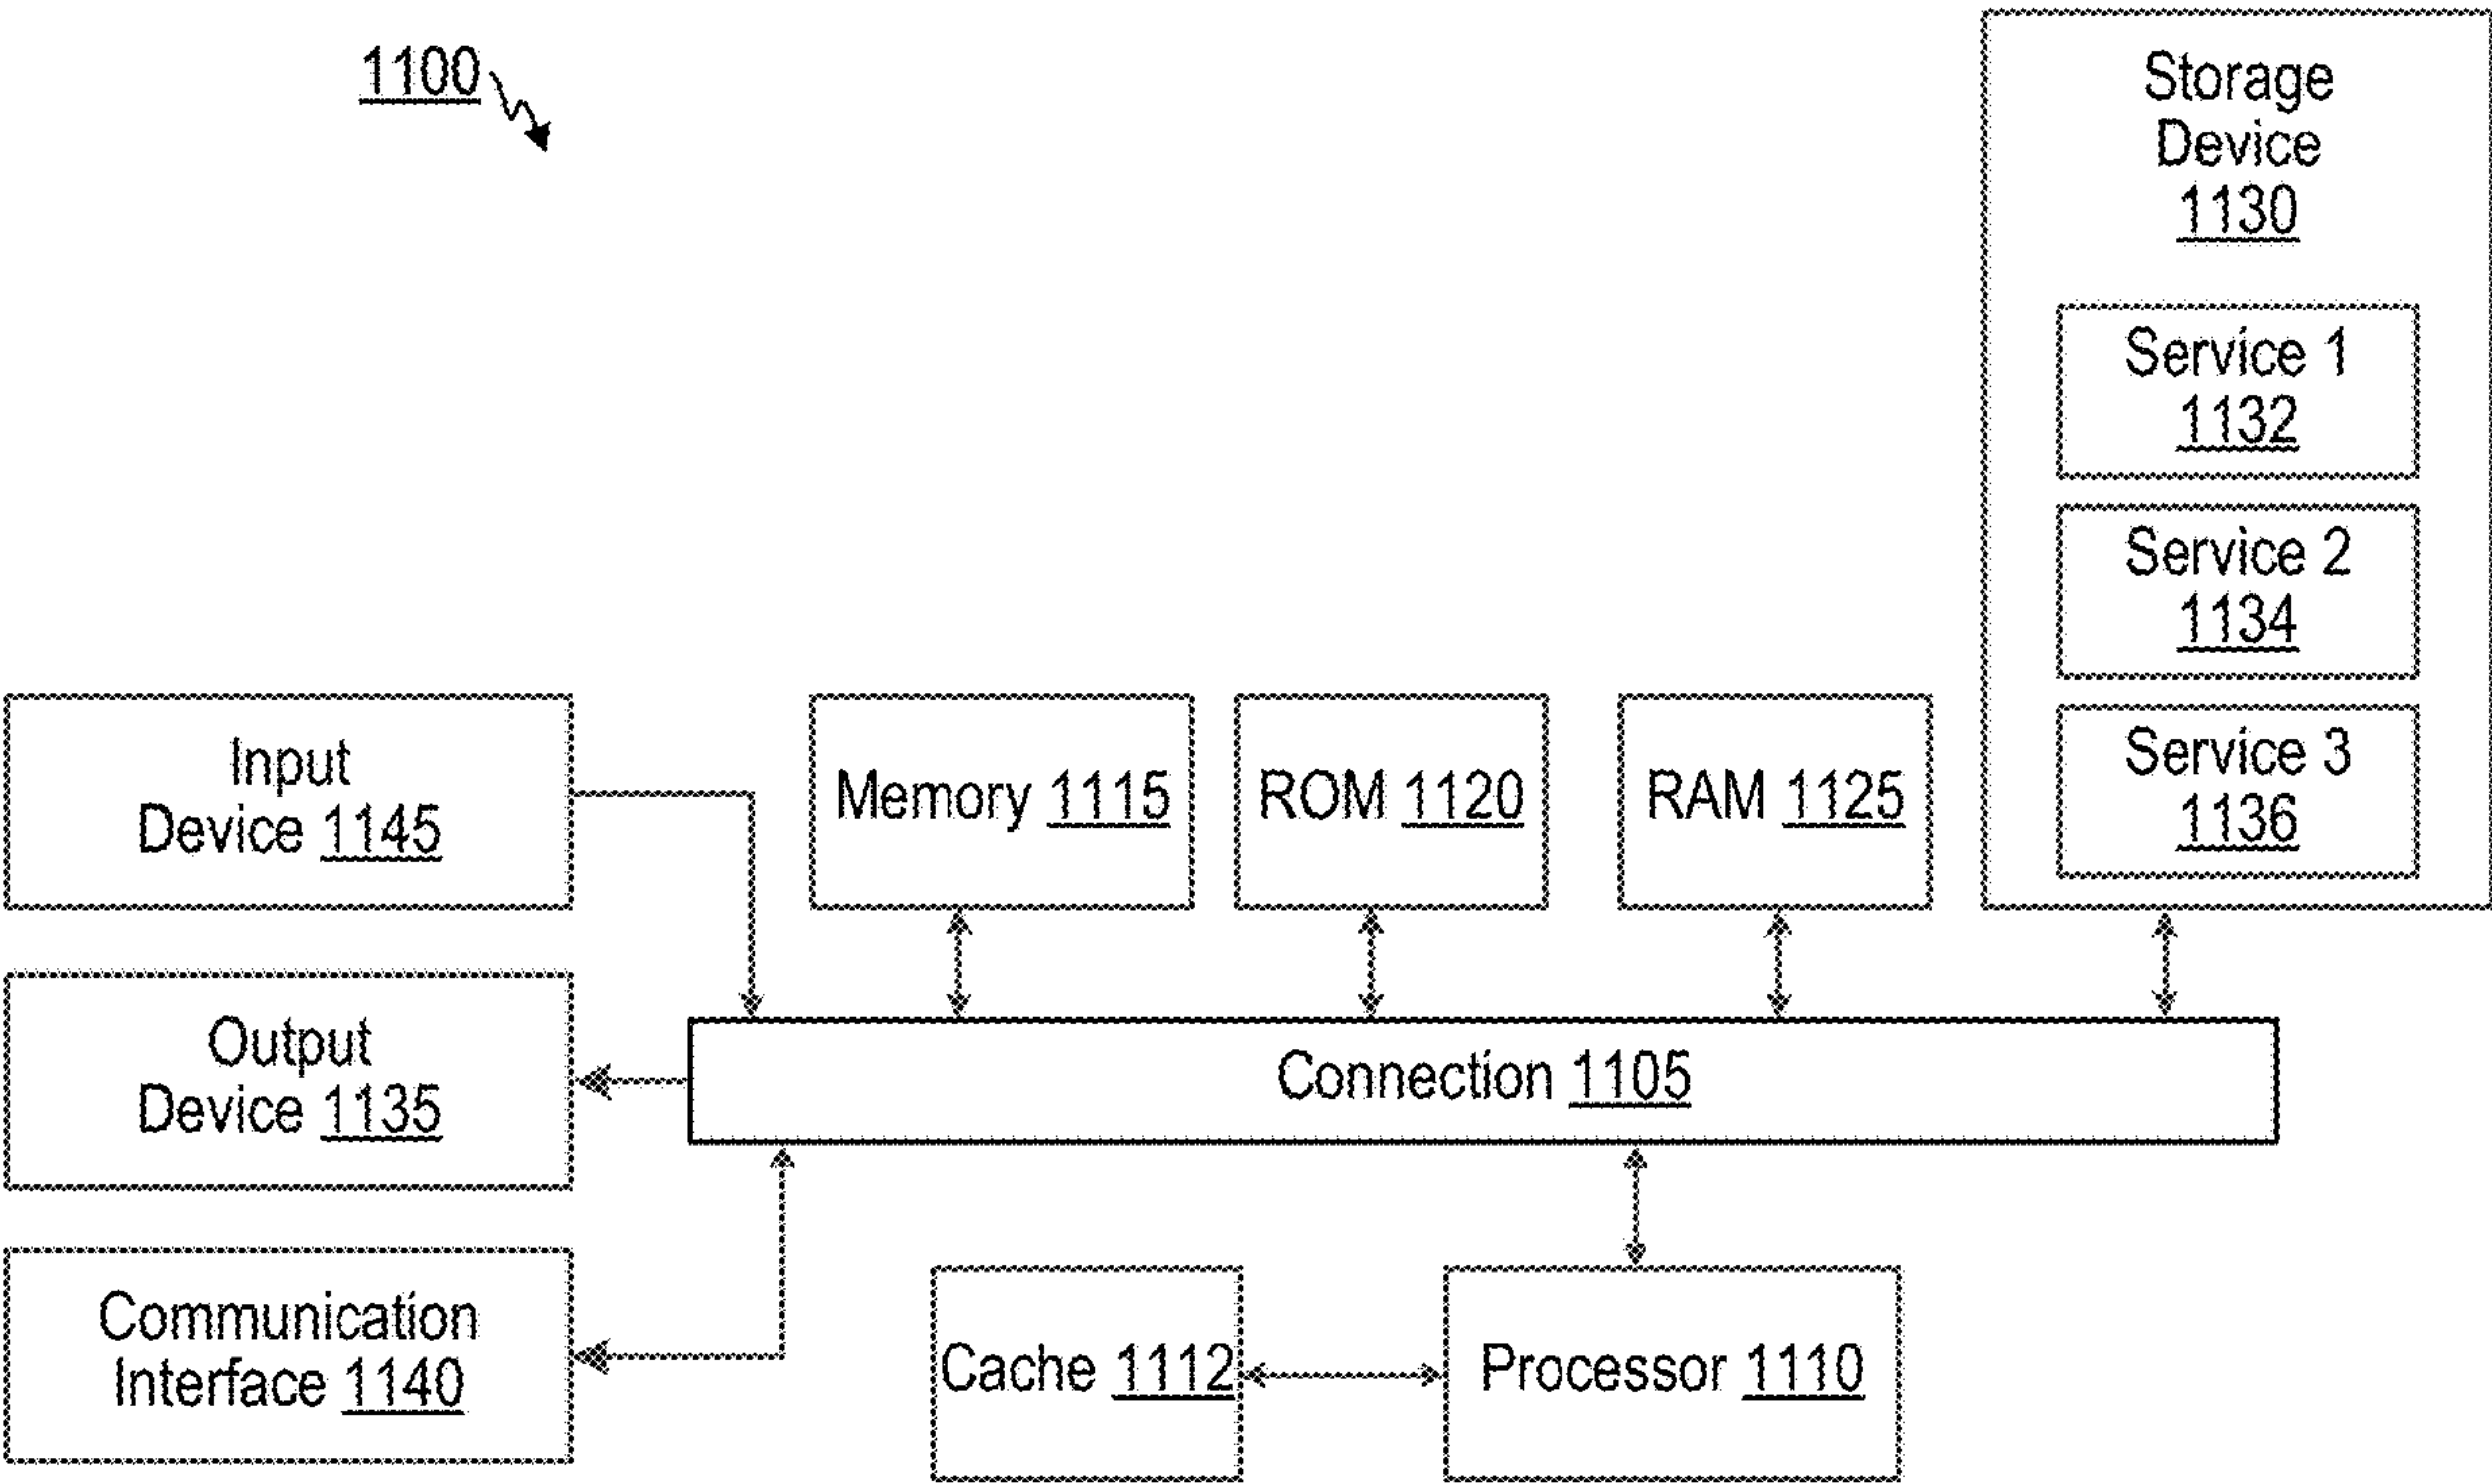 1100
Storage
Device
1130
Service 1
1132
Service 2
1134
Service 3
1136
Input
Device 1145
Memory 1115
ROM 1120
RAM 1125
Output
Device 1135
Connection 1105
Communication
Interface 1140
Cache 1112
Processor 1110